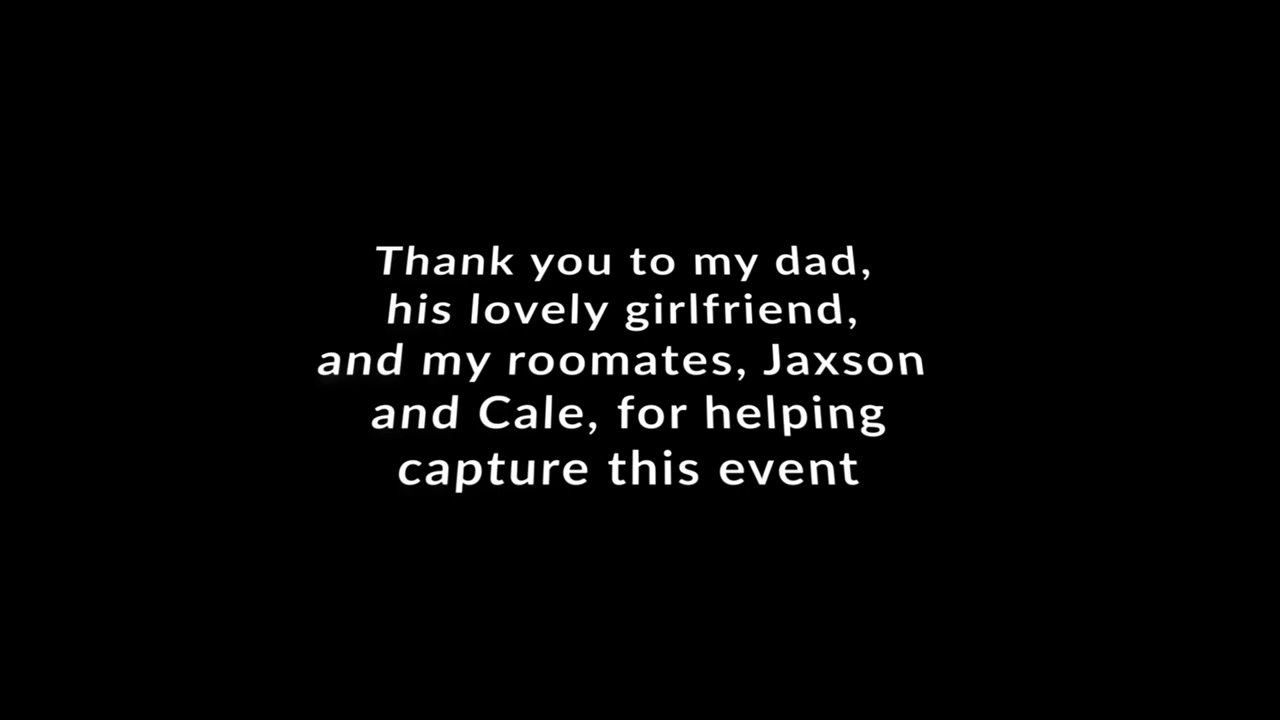 Thank you to my dad,
his lovely girlfriend,
and my roomates, Jaxson
and Cale, for helping
capture this event